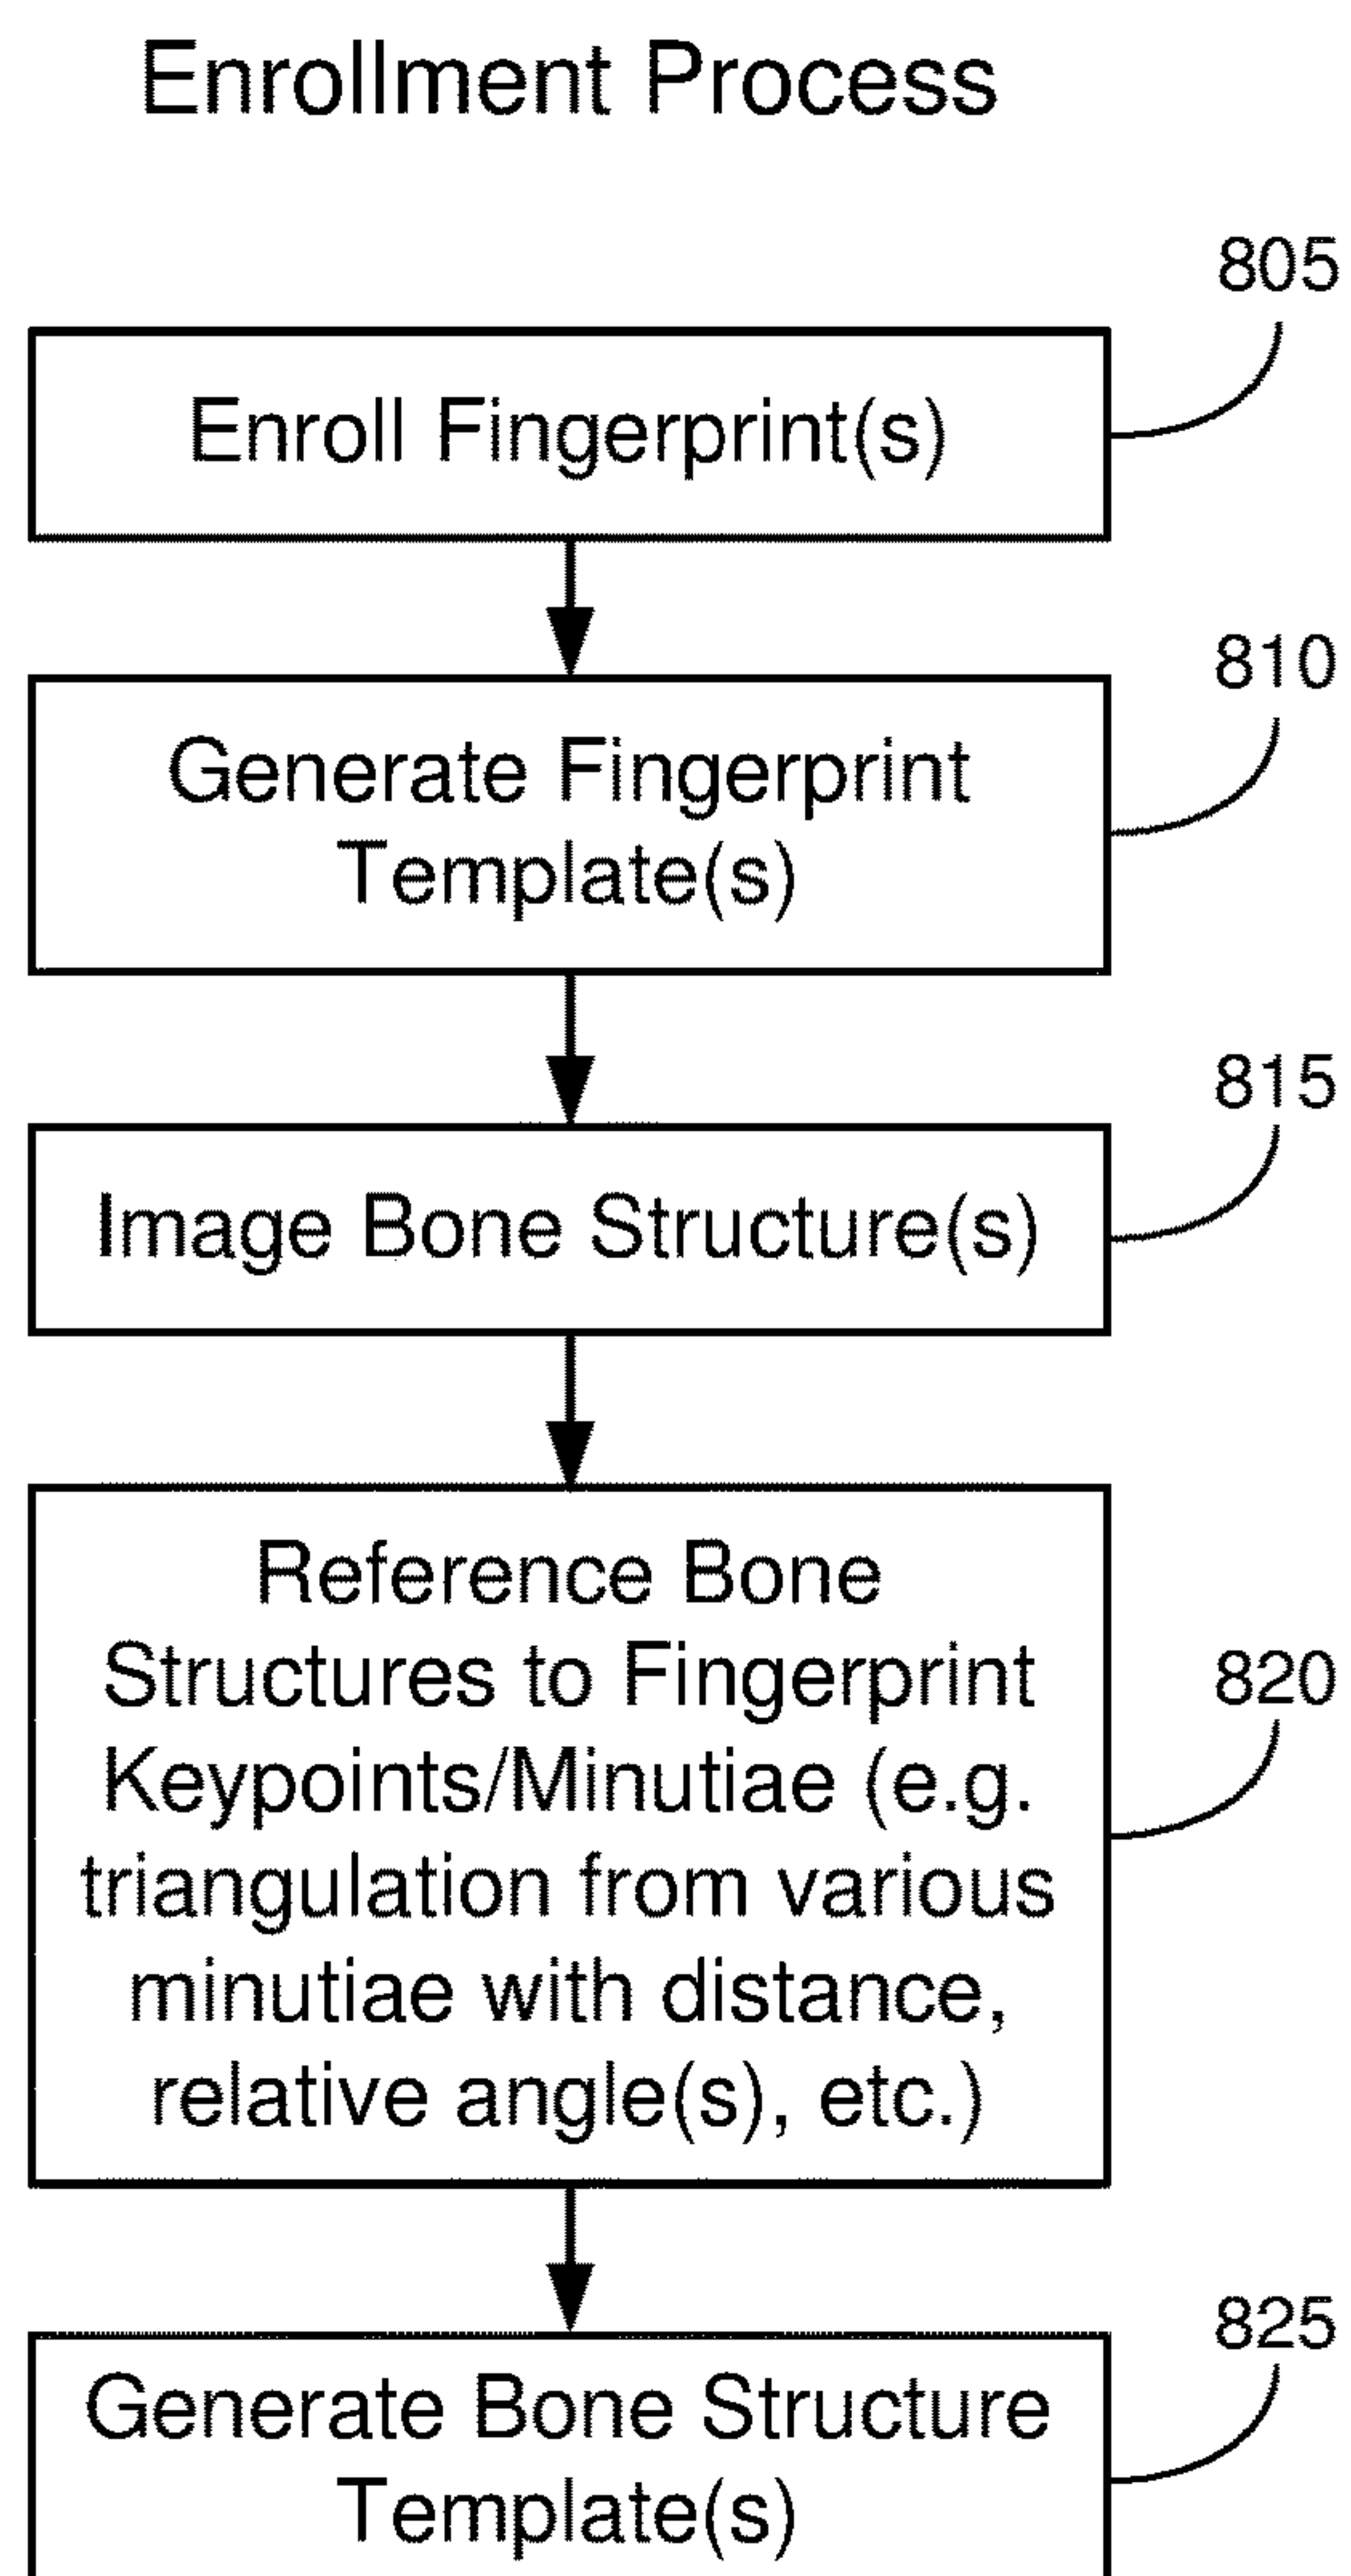 Enrollment Process
805
Enroll Fingerprint(s)
810
Generate Fingerprint
Template(s)
815
Image Bone Structure(s)
Reference Bone
Structures to Fingerprint
820
Keypoints/Minutiae (e.g.
triangulation from various
minutiae with distance,
relative angle(s), etc.)
825
Generate Bone Structure
Template(s)